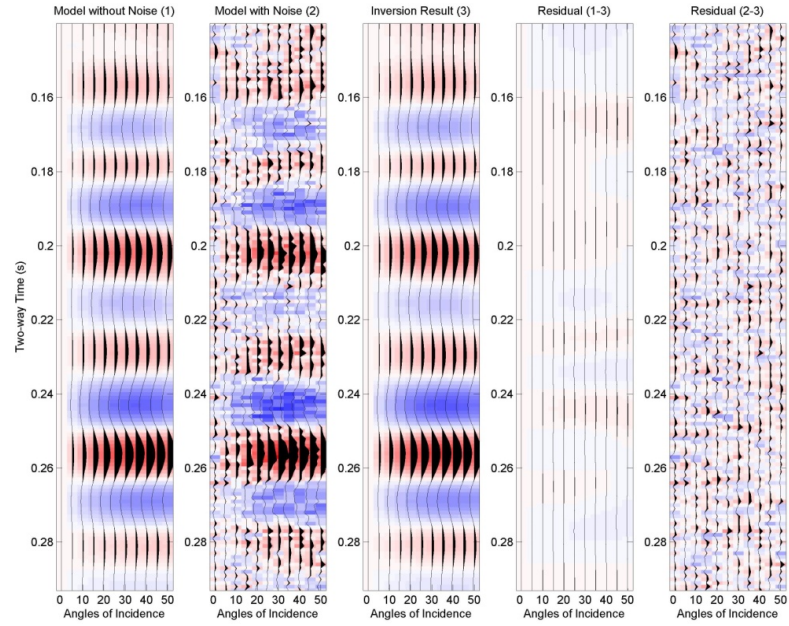 Model without Noise (1) Model with Noise (2) Inversion Result (3) Residual (1-3) Residual (2-3)
0.16 0.16 0.16 0.16 0.16
0.18 0.18 0.18 0.18 0.18
0.2 0.2 0.2 0.2 0.2
0.22 0.22 0.22 0.22 0.22
0.24 0.24 0.24 0.24 0.24
0.26 0.26 0.26 0.26 0.26
0.28 0.28 0.28 0.28 0.28
Two-way Time (s)
0 10 20 30 40 50 0 10 20 30 40 50 0 10 20 30 40 50 0 10 20 30 40 50 0 10 20 30 40 50
Angles of Incidence Angles of Incidence Angles of Incidence Angles of Incidence Angles of Incidence